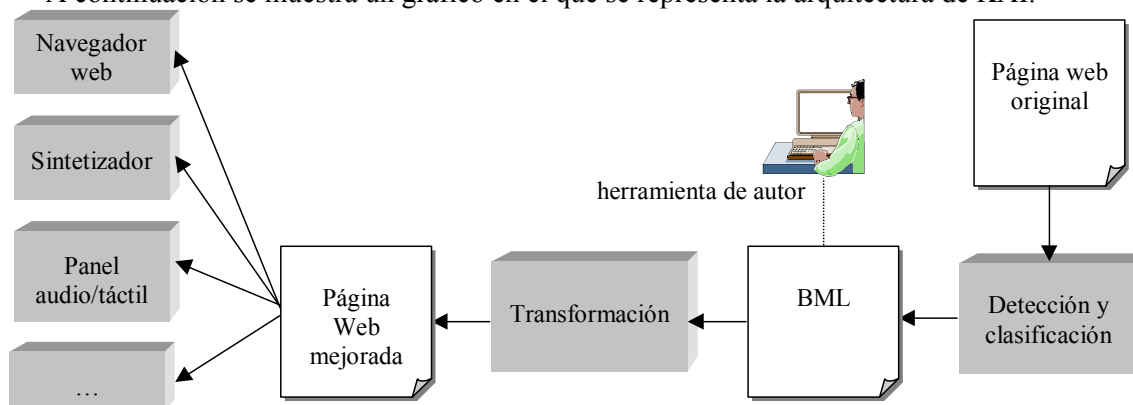 A continuación se muestra un gráfico en el que se representa la arquitectura de KAI:
Navegador
web
Sintetizador
Panel
audio/táctil
…
Página
Web
mejorada
Transformación
herramienta de autor
BML
Página web
original
Detección y
clasificación